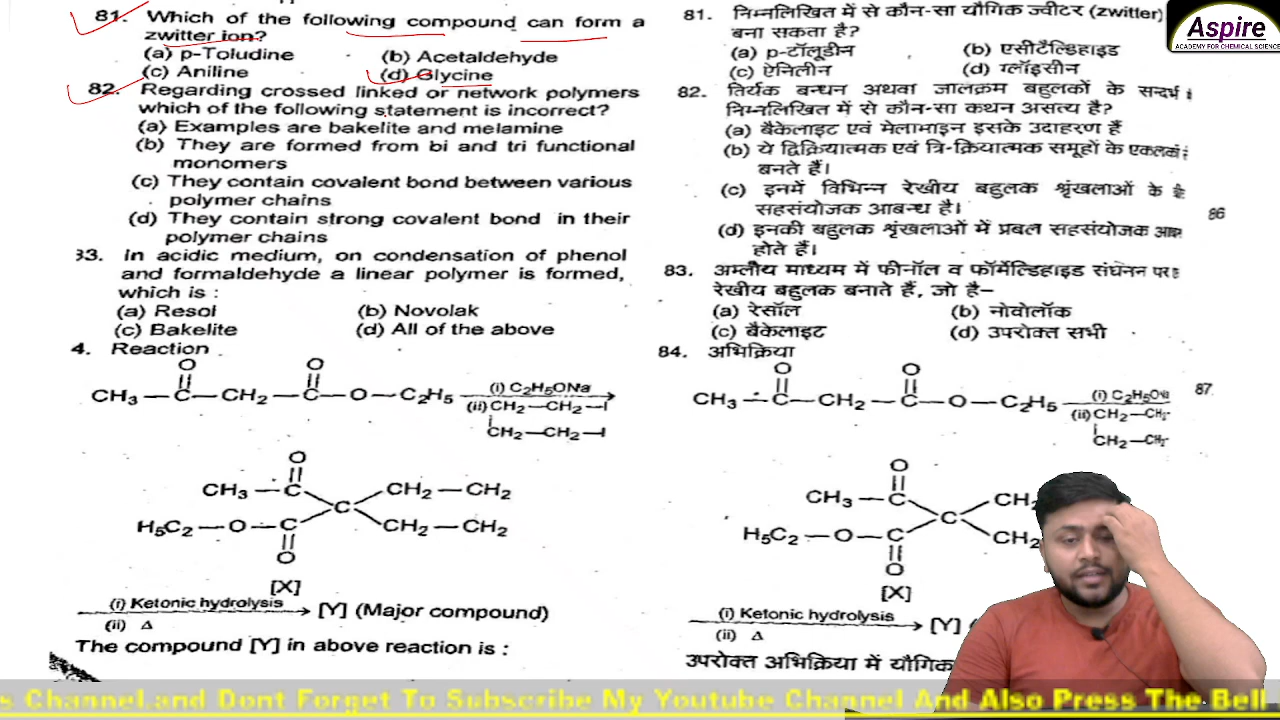 81. Which of the following compound can form a
zwitter ion?
(a) p-Toludine (b) Acetaldehyde
(c) Aniline (d) Glycine
82. Regarding crossed linked or network polymers
which of the following statement is incorrect?
(a) Examples are bakelite and melamine
(b) They are formed from bi and tri functional
monomers
(c) They contain covalent bond between various
polymer chains
(d) They contain strong covalent bond in their
polymer chains
33. In acidic medium, on condensation of phenol
and formaldehyde a linear polymer is formed,
which is :
(a) Resol (b) Novolak
(c) Bakelite (d) All of the above
4. Reaction
O O
CH₃—C—CH₂—C—O—C₂H₅ (i) C₂H₅ONa
(ii) CH₂—CH₂—I
CH₂—CH₂—I
O
CH₃—C CH₂—CH₂
C
H₅C₂—O—C CH₂—CH₂
O
[X]
(i) Ketonic hydrolysis [Y] (Major compound)
(ii) Δ
The compound [Y] in above reaction is :
81. निम्नलिखित में से कौन-सा यौगिक ज्वीटर (zwitter)
बना सकता है?
(a) p-टॉलूडीन (b) एसीटैल्डिहाइड
(c) ऐनिलीन (d) ग्लॉइसीन
82. तिर्यक बन्धन अथवा जालक्रम बहुलकों के सन्दर्भ
निम्नलिखित में से कौन-सा कथन असत्य है?
(a) बैकेलाइट एवं मेलामाइन इसके उदाहरण हैं
(b) ये द्विक्रियात्मक एवं त्रि-क्रियात्मक समूहों के एकलकों
बनते हैं।
(c) इनमें विभिन्न रेखीय बहुलक श्रृंखलाओं के
सहसंयोजक आबन्ध है।
(d) इनकी बहुलक श्रृंखलाओं में प्रबल सहसंयोजक
होते हैं।
83. अम्लीय माध्यम में फीनॉल व फॉर्मेल्डिहाइड संघनन पर
रेखीय बहुलक बनाते हैं, जो है–
(a) रेसॉल (b) नोवोलॉक
(c) बैकेलाइट (d) उपरोक्त सभी
84. अभिक्रिया
O O
CH₃—C—CH₂—C—O—C₂H₅ (i) C₂H₅ONa
(ii) CH₂—CH₂-
CH₂—CH₂-
O
CH₃—C CH₂
C
H₅C₂—O—C CH₂
O
[X]
(i) Ketonic hydrolysis [Y]
(ii) Δ
उपरोक्त अभिक्रिया में यौगिक
86
87
Aspire
ACADEMY FOR CHEMICAL SCIENCE
s Channel.and Dont Forget To Subscribe My Youtube Channel And Also Press The Bell